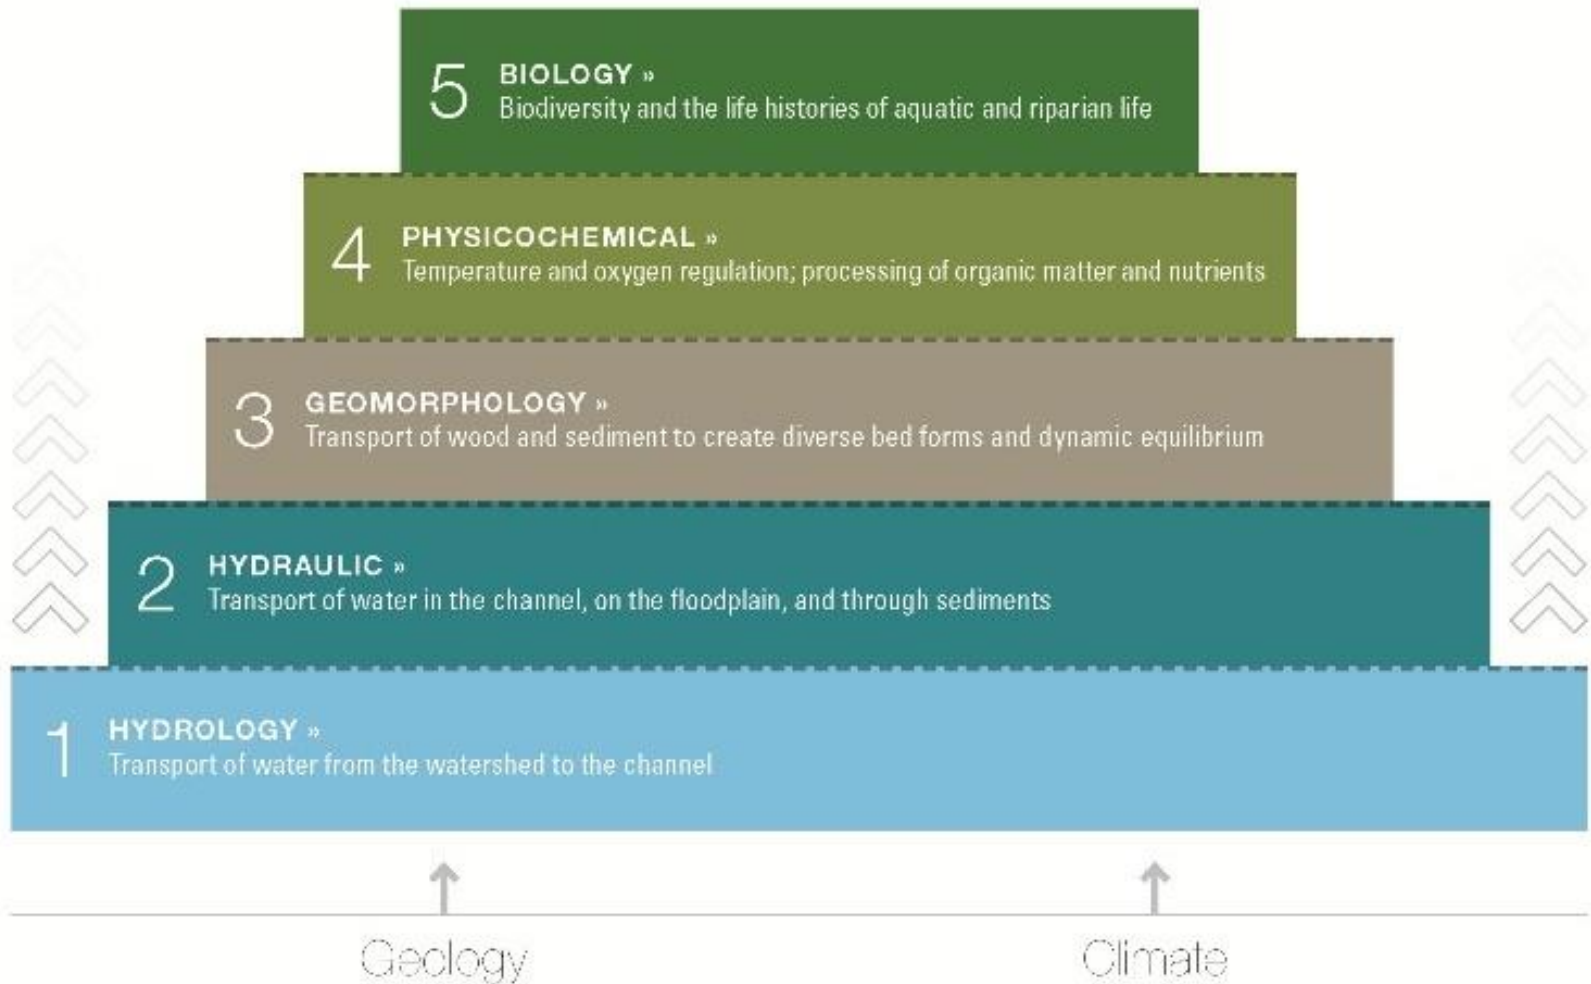 5 BIOLOGY »
Biodiversity and the life histories of aquatic and riparian life
4 PHYSICOCHEMICAL »
Temperature and oxygen regulation; processing of organic matter and nutrients
3 GEOMORPHOLOGY »
Transport of wood and sediment to create diverse bed forms and dynamic equilibrium
2 HYDRAULIC »
Transport of water in the channel, on the floodplain, and through sediments
1 HYDROLOGY »
Transport of water from the watershed to the channel
Geology Climate